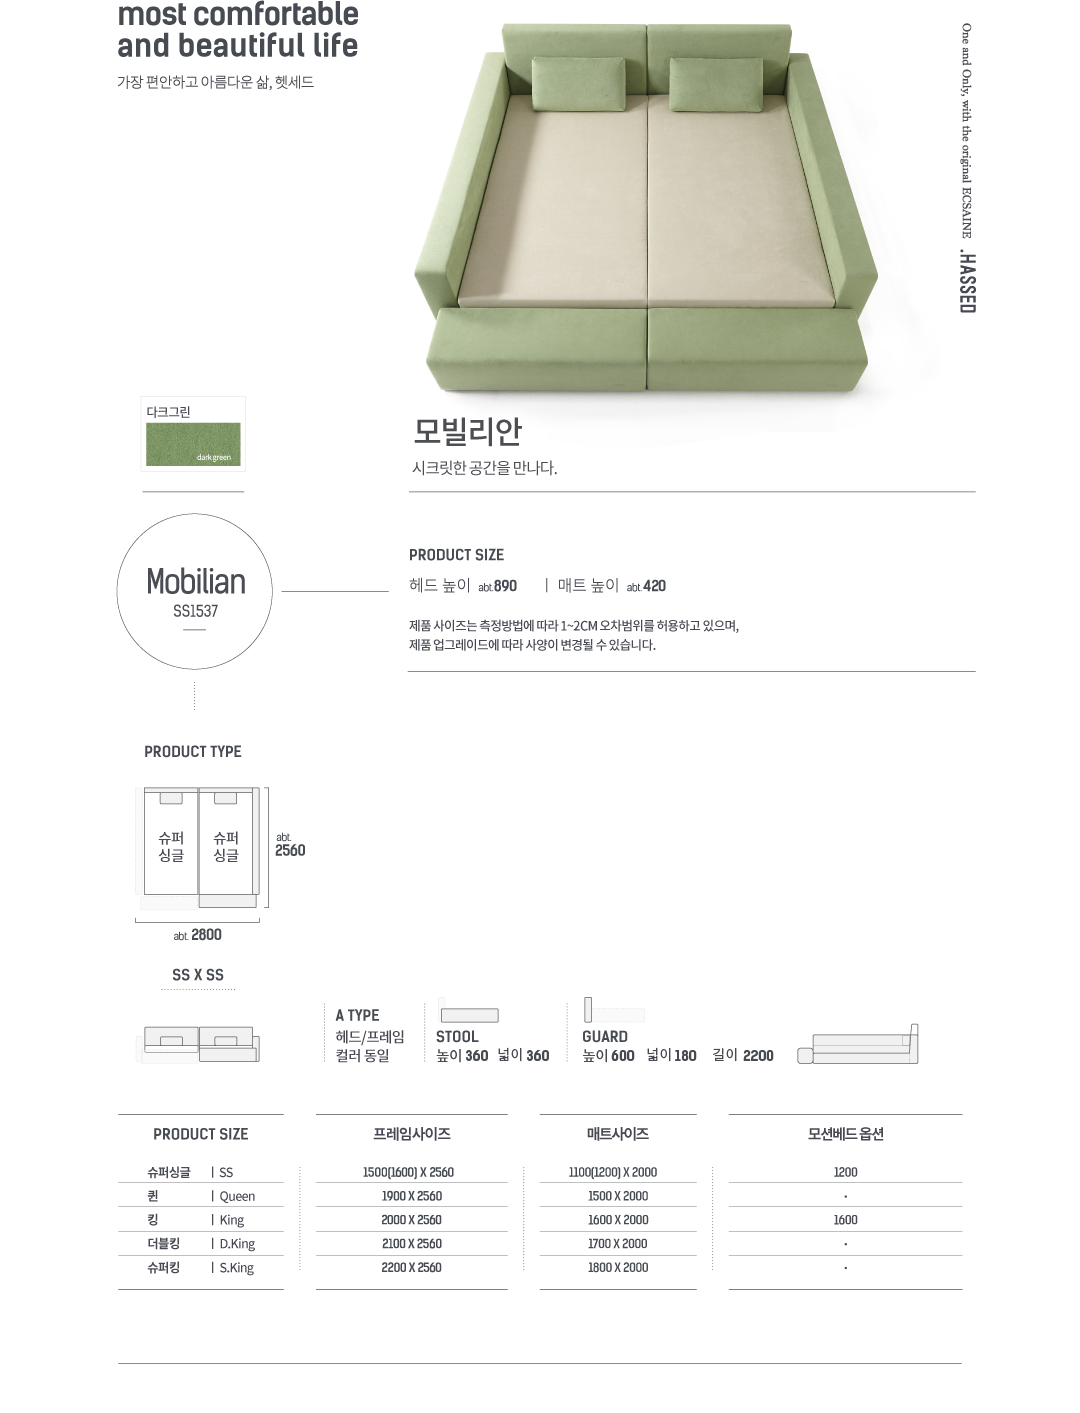 most comfortable
and beautiful life
가장 편안하고 아름다운 삶, 헷세드
One and Only, with the original ECSAINE .HASSED
다크그린
dark green
모빌리안
시크릿한 공간을 만나다.
Mobilian
SS1537
PRODUCT SIZE
헤드 높이 abt.890 | 매트 높이 abt.420
제품 사이즈는 측정방법에 따라 1~2CM 오차범위를 허용하고 있으며,
제품 업그레이드에 따라 사양이 변경될 수 있습니다.
PRODUCT TYPE
슈퍼 슈퍼
싱글 싱글
abt.
2560
abt. 2800
SS X SS
A TYPE
헤드/프레임
컬러 동일
STOOL
높이 360 넓이 360
GUARD
높이 600 넓이 180 길이 2200
PRODUCT SIZE 프레임사이즈 매트사이즈 모션베드 옵션
슈퍼싱글 | SS 1500(1600) X 2560 1100(1200) X 2000 1200
퀸 | Queen 1900 X 2560 1500 X 2000 ·
킹 | King 2000 X 2560 1600 X 2000 1600
더블킹 | D.King 2100 X 2560 1700 X 2000 ·
슈퍼킹 | S.King 2200 X 2560 1800 X 2000 ·